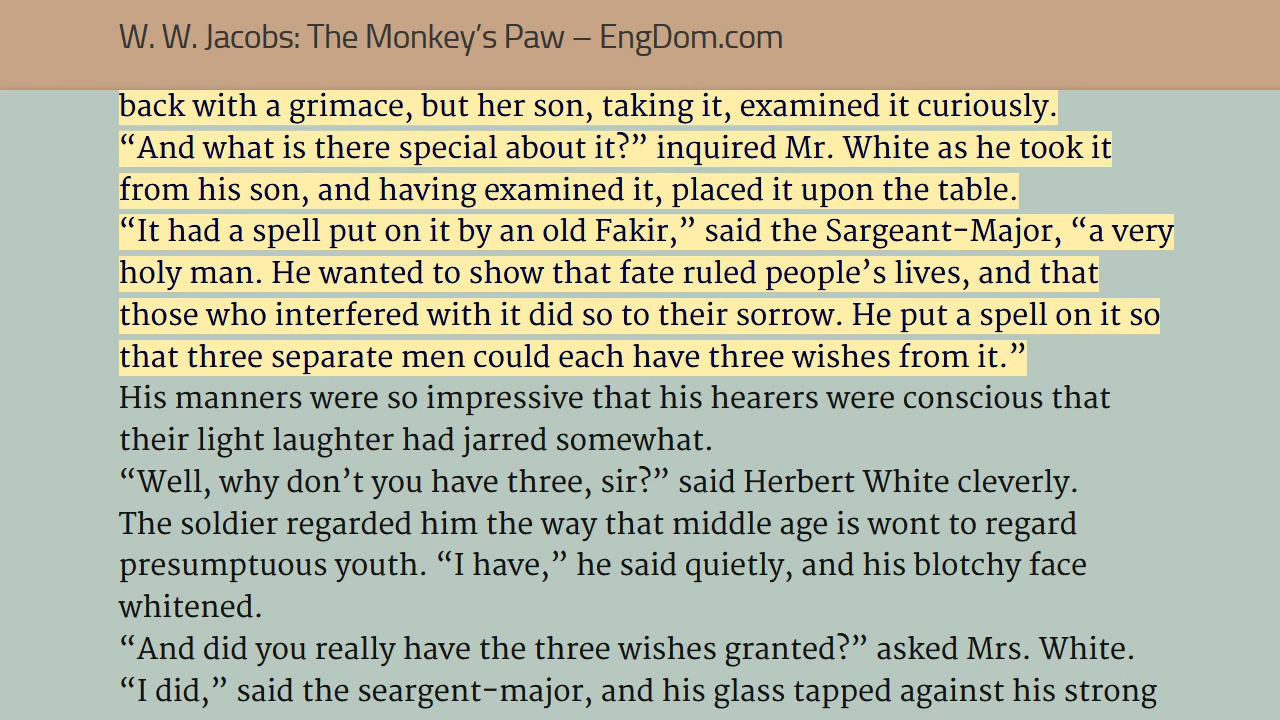 W. W. Jacobs: The Monkey’s Paw – EngDom.com
back with a grimace, but her son, taking it, examined it curiously.
“And what is there special about it?” inquired Mr. White as he took it
from his son, and having examined it, placed it upon the table.
“It had a spell put on it by an old Fakir,” said the Sargeant-Major, “a very
holy man. He wanted to show that fate ruled people’s lives, and that
those who interfered with it did so to their sorrow. He put a spell on it so
that three separate men could each have three wishes from it.”
His manners were so impressive that his hearers were conscious that
their light laughter had jarred somewhat.
“Well, why don’t you have three, sir?” said Herbert White cleverly.
The soldier regarded him the way that middle age is wont to regard
presumptuous youth. “I have,” he said quietly, and his blotchy face
whitened.
“And did you really have the three wishes granted?” asked Mrs. White.
“I did,” said the seargent-major, and his glass tapped against his strong